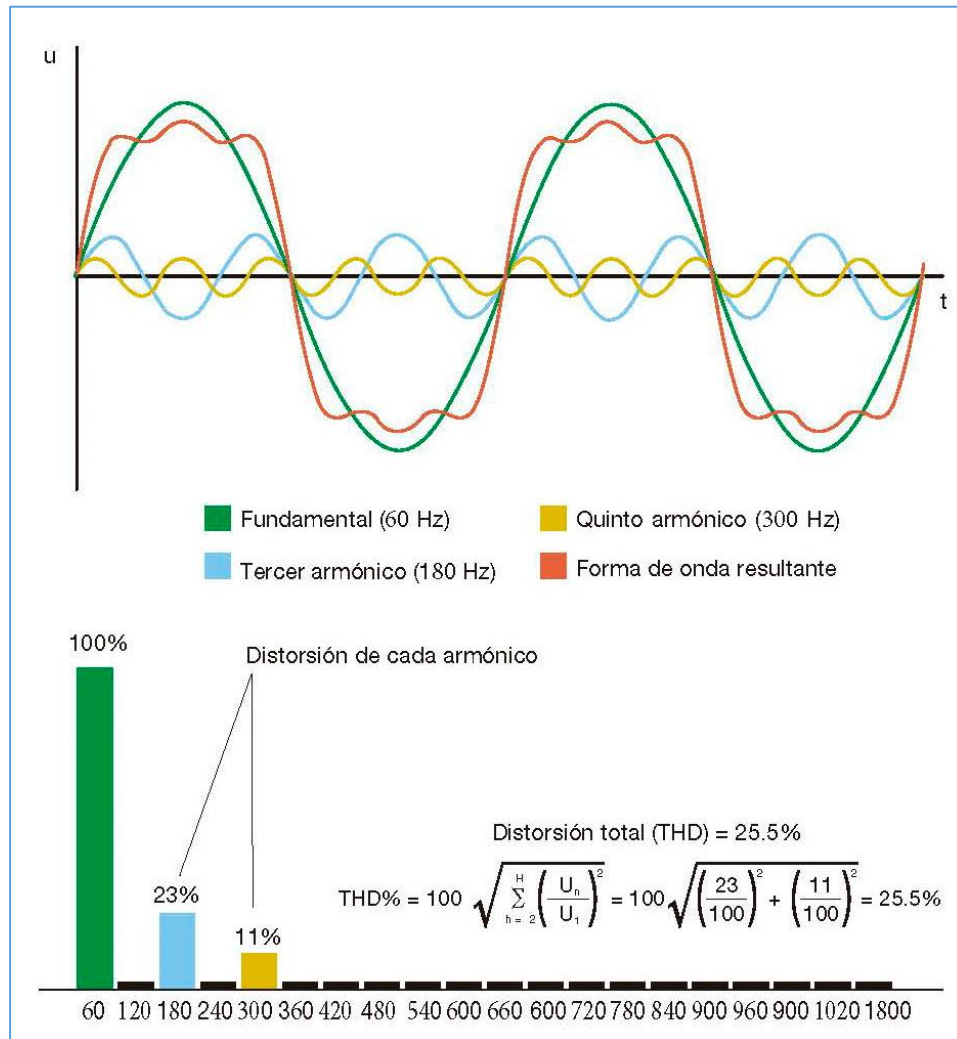 u
t
Fundamental (60 Hz)
Quinto armónico (300 Hz)
Tercer armónico (180 Hz)
Forma de onda resultante
100%
Distorsión de cada armónico
23%
11%
Distorsión total (THD) = 25.5%
THD% = 100 √ H ∑ h = 2 (Un / U1)² = 100 √ (23/100)² + (11/100)² = 25.5%
60 120 180 240 300 360 420 480 540 600 660 600 720 780 840 900 960 900 1020 1800